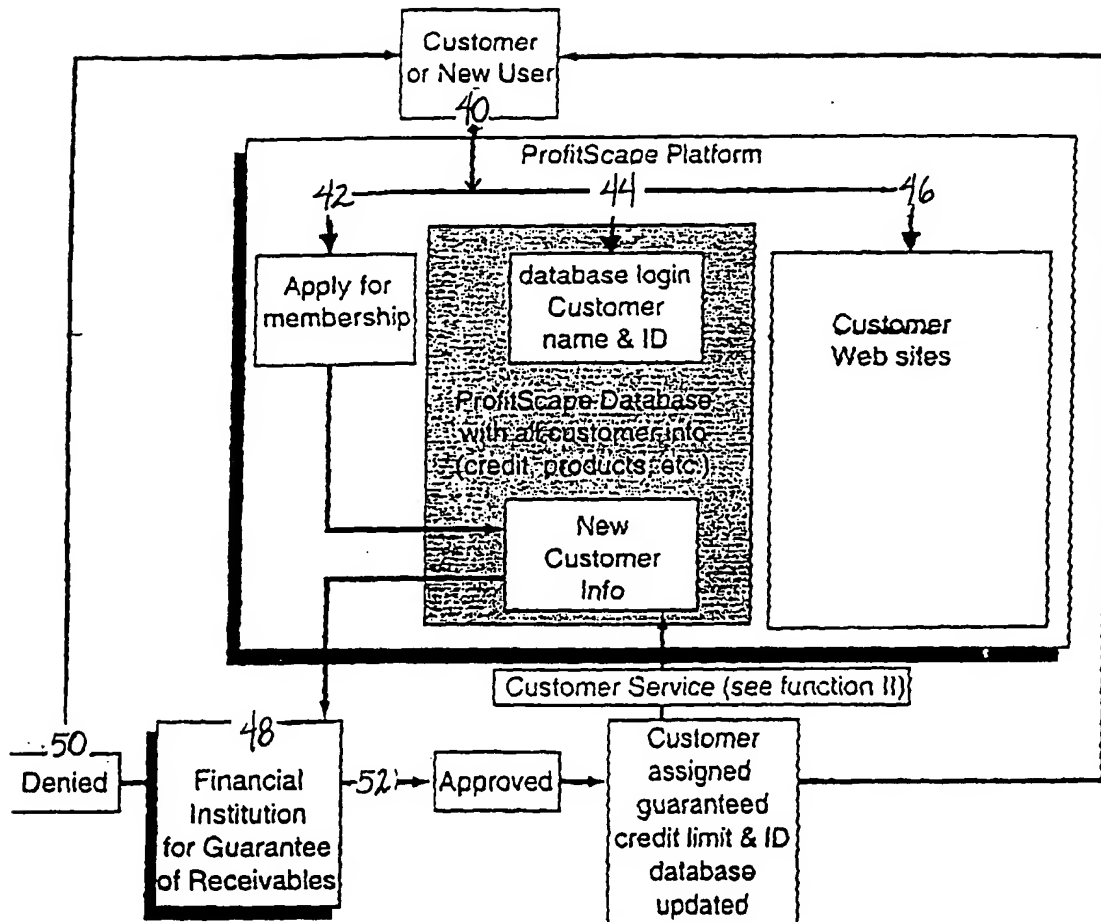 Customer
or New User
40
ProfitScape Platform
42
44
46
Apply for
membership
database login
Customer
name & ID
Customer
Web sites
ProfitScape Database
with all customer info
(credit, products, etc.)
New
Customer
Info
Customer Service (see function II)
50
Denied
48
Financial
Institution
for Guarantee
of Receivables
52
Approved
Customer
assigned
guaranteed
credit limit & ID
database
updated